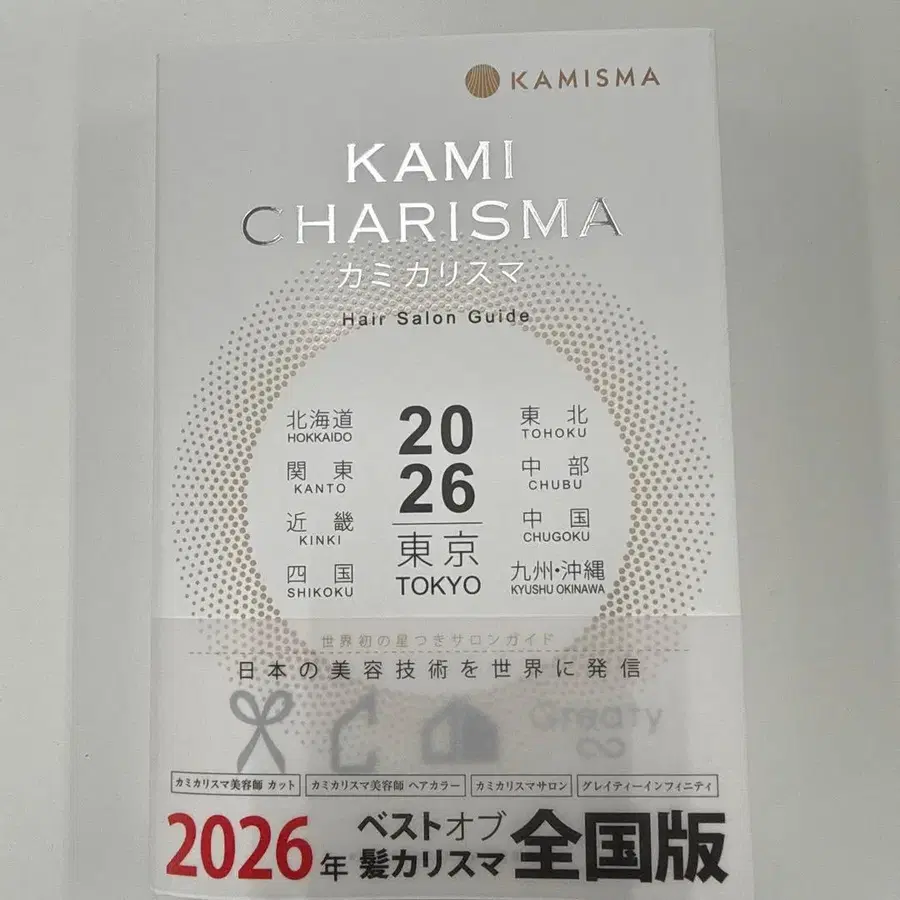 KAMISMA
KAMI
CHARISMA
カミカリスマ
Hair Salon Guide
北海道
HOKKAIDO
関東
KANTO
近畿
KINKI
四国
SHIKOKU
20
26
東京
TOKYO
東北
TOHOKU
中部
CHUBU
中国
CHUGOKU
九州・沖縄
KYUSHU OKINAWA
世界初の星つきサロンガイド
日本の美容技術を世界に発信
Greaty
カミカリスマ美容師 カット
カミカリスマ美容師 ヘアカラー
カミカリスマサロン
グレイティーインフィニティ
2026年 ベストオブ 髪カリスマ 全国版